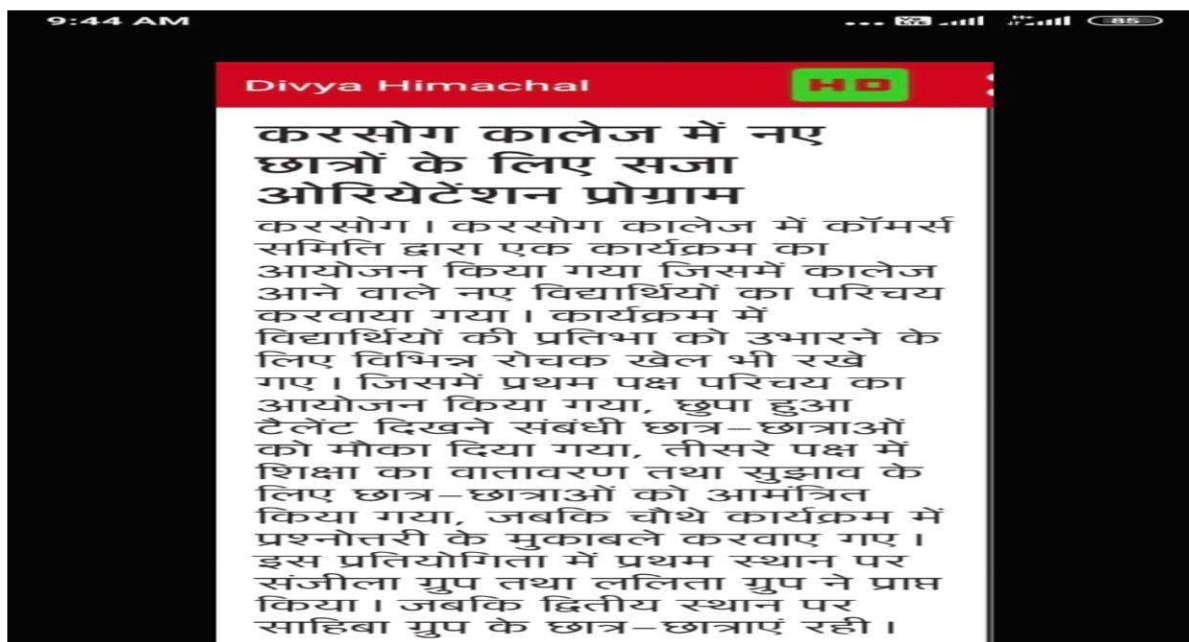 9:44 AM
Vo LTE
H+
85
Divya Himachal
HD
करसोग कालेज में नए
छात्रों के लिए सजा
ओरियेटेंशन प्रोग्राम
करसोग। करसोग कालेज में कॉमर्स
समिति द्वारा एक कार्यक्रम का
आयोजन किया गया जिसमें कालेज
आने वाले नए विद्यार्थियों का परिचय
करवाया गया। कार्यक्रम में
विद्यार्थियों की प्रतिभा को उभारने के
लिए विभिन्न रोचक खेल भी रखे
गए। जिसमें प्रथम पक्ष परिचय का
आयोजन किया गया, छुपा हुआ
टैलेंट दिखने संबंधी छात्र-छात्राओं
को मौका दिया गया, तीसरे पक्ष में
शिक्षा का वातावरण तथा सुझाव के
लिए छात्र-छात्राओं को आमंत्रित
किया गया, जबकि चौथे कार्यक्रम में
प्रश्नोत्तरी के मुकाबले करवाए गए।
इस प्रतियोगिता में प्रथम स्थान पर
संजीला ग्रुप तथा ललिता ग्रुप ने प्राप्त
किया। जबकि द्वितीय स्थान पर
साहिबा ग्रुप के छात्र-छात्राएं रही।